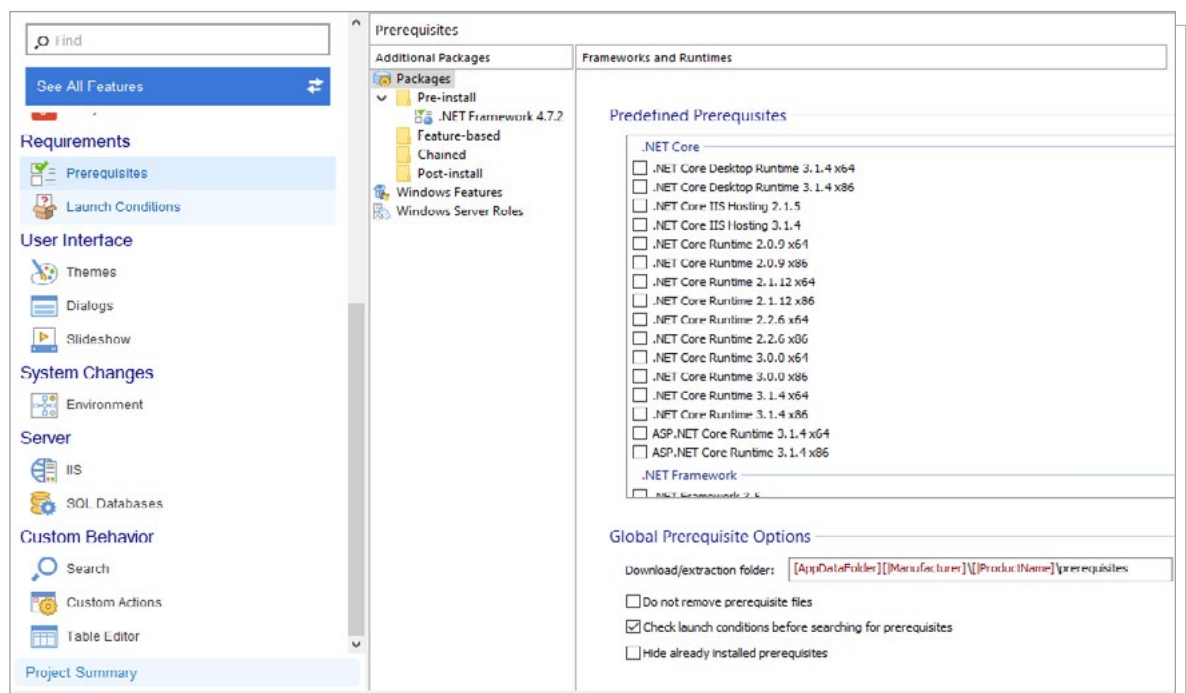 Find
See All Features
Requirements
Prerequisites
Launch Conditions
User Interface
Themes
Dialogs
Slideshow
System Changes
Environment
Server
IIS
SQL Databases
Custom Behavior
Search
Custom Actions
Table Editor
Project Summary
Prerequisites
Additional Packages
Packages
Pre-install
.NET Framework 4.7.2
Feature-based
Chained
Post-install
Windows Features
Windows Server Roles
Frameworks and Runtimes
Predefined Prerequisites
.NET Core
.NET Core Desktop Runtime 3.1.4 x64
.NET Core Desktop Runtime 3.1.4 x86
.NET Core IIS Hosting 2.1.5
.NET Core IIS Hosting 3.1.4
.NET Core Runtime 2.0.9 x64
.NET Core Runtime 2.0.9 x86
.NET Core Runtime 2.1.12 x64
.NET Core Runtime 2.1.12 x86
.NET Core Runtime 2.2.6 x64
.NET Core Runtime 2.2.6 x86
.NET Core Runtime 3.0.0 x64
.NET Core Runtime 3.0.0 x86
.NET Core Runtime 3.1.4 x64
.NET Core Runtime 3.1.4 x86
ASP.NET Core Runtime 3.1.4 x64
ASP.NET Core Runtime 3.1.4 x86
.NET Framework
.NET Framework 3.5
Global Prerequisite Options
Download/extraction folder: [AppDataFolder][|Manufacturer]\[|ProductName]\prerequisites
Do not remove prerequisite files
Check launch conditions before searching for prerequisites
Hide already installed prerequisites